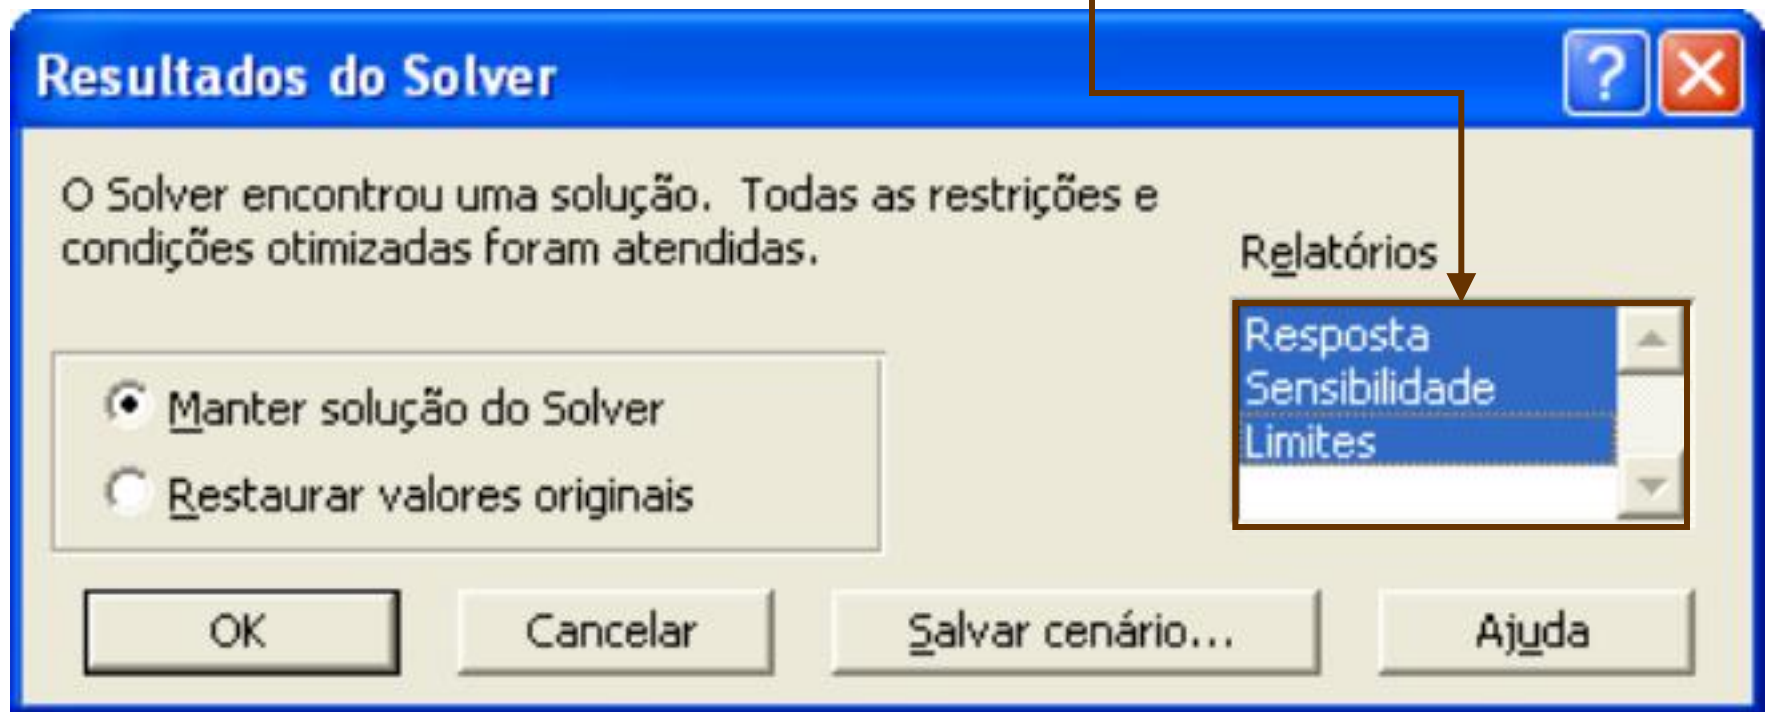 Resultados do Solver
O Solver encontrou uma solução. Todas as restrições e
condições otimizadas foram atendidas.
Relatórios
Resposta
Sensibilidade
Limites
Manter solução do Solver
Restaurar valores originais
OK
Cancelar
Salvar cenário...
Ajuda